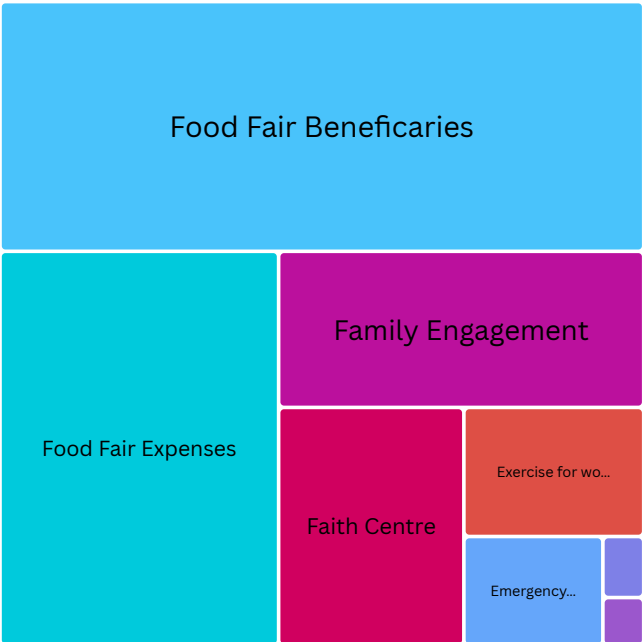 Food Fair Beneficaries
Family Engagement
Food Fair Expenses
Exercise for wo...
Faith Centre
Emergency...